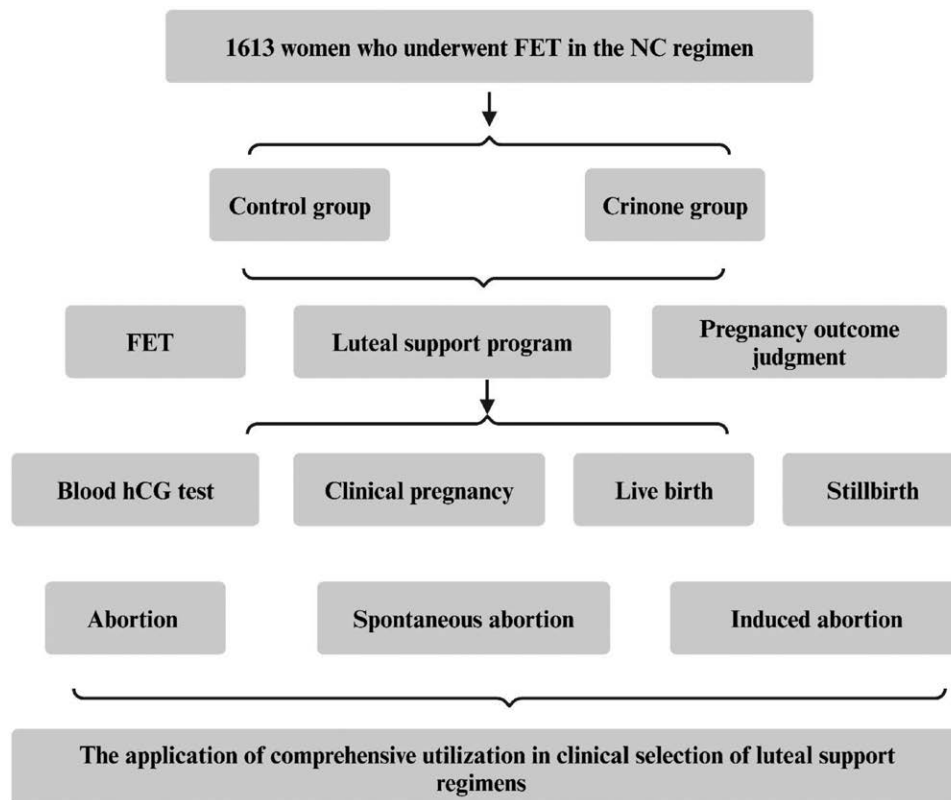 1613 women who underwent FET in the NC regimen
Control group
Crinone group
FET
Luteal support program
Pregnancy outcome
judgment
Blood hCG test
Clinical pregnancy
Live birth
Stillbirth
Abortion
Spontaneous abortion
Induced abortion
The application of comprehensive utilization in clinical selection of luteal support
regimens